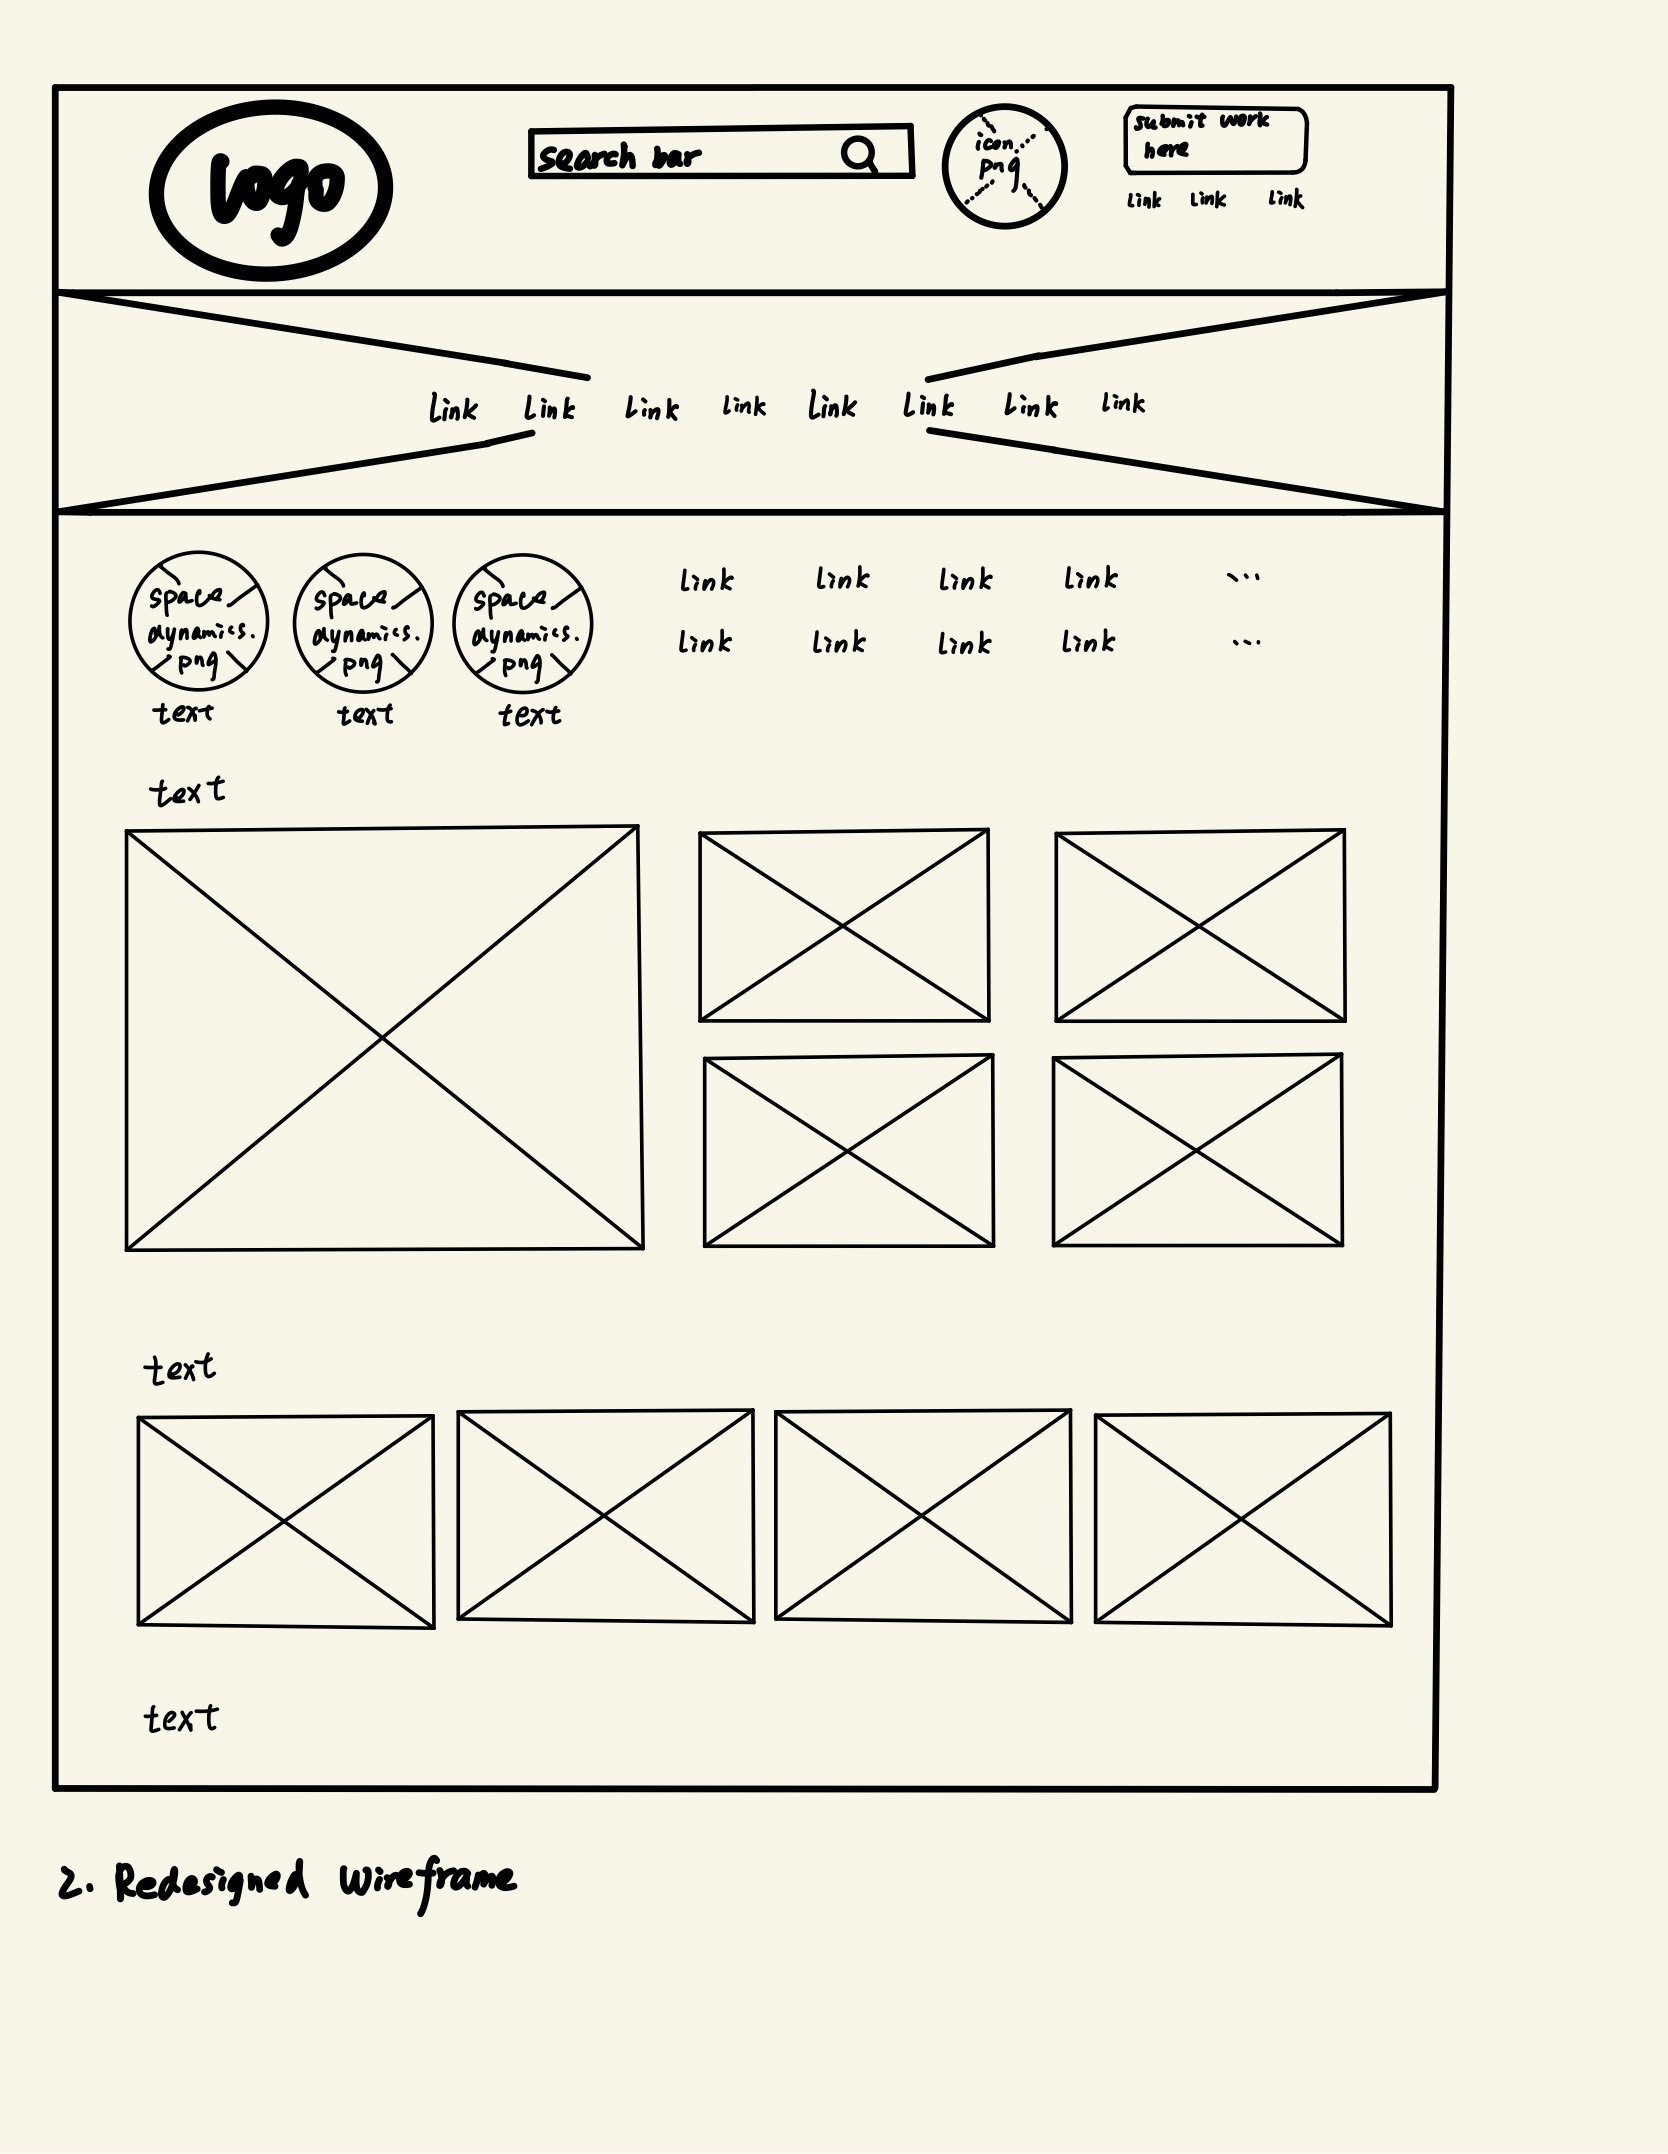 Logo
search bar
icon.
png
submit work
here
Link Link Link
Link Link Link Link Link Link Link Link
space
dynamics.
png
text
space
dynamics.
png
text
space
dynamics.
png
text
Link Link Link Link ...
Link Link Link Link ...
text
text
text
2. Redesigned Wireframe